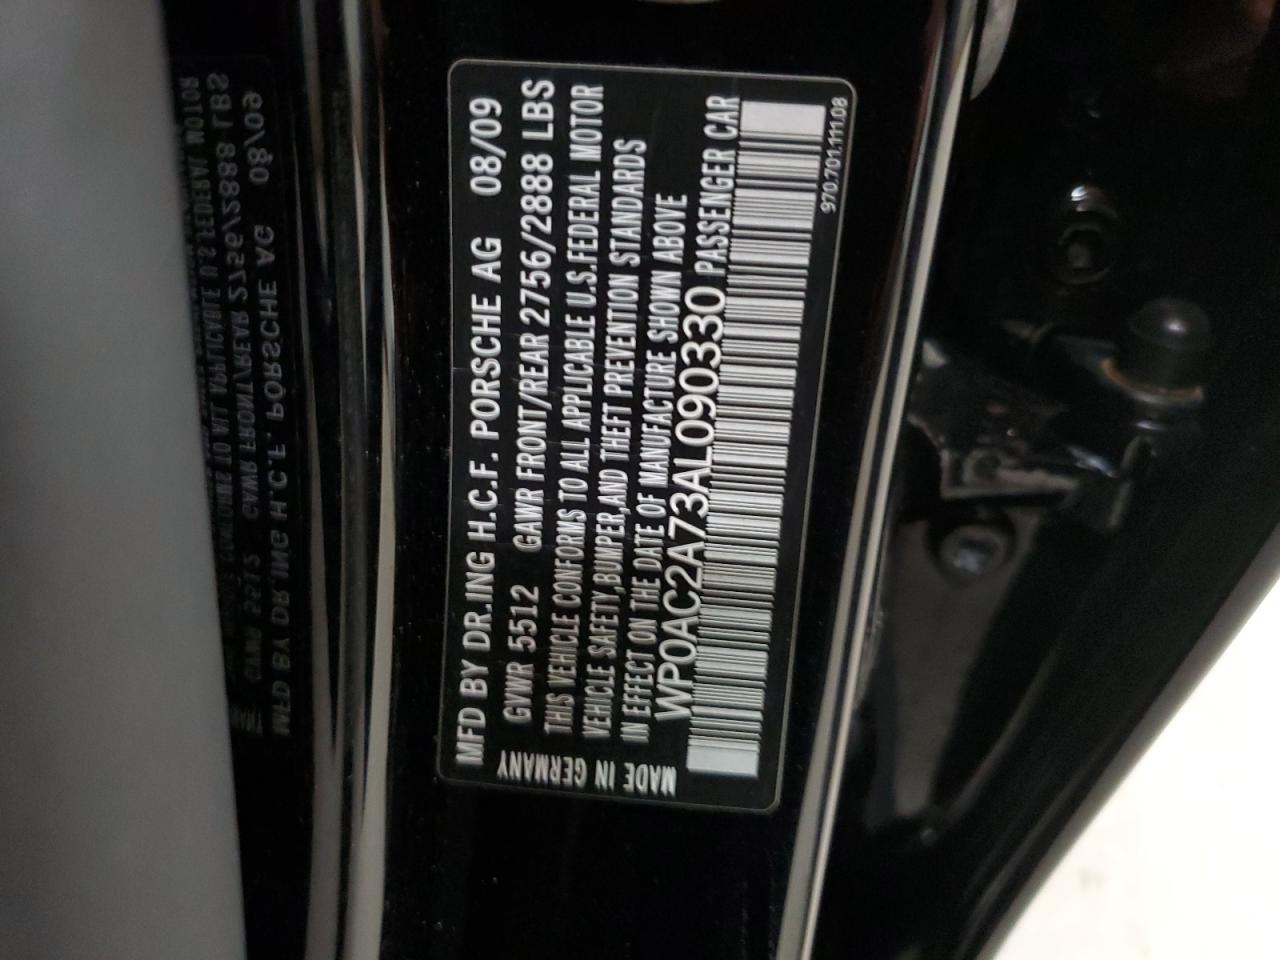 MFD BY DR.ING H.C.F. PORSCHE AG 08/09
GVWR 5512 GAWR FRONT/REAR 2756/2888 LBS
THIS VEHICLE CONFORMS TO ALL APPLICABLE U.S.FEDERAL MOTOR
VEHICLE SAFETY,BUMPER,AND THEFT PREVENTION STANDARDS
IN EFFECT ON THE DATE OF MANUFACTURE SHOWN ABOVE
WP0AC2A73AL090330 PASSENGER CAR
MADE IN GERMANY
970.701.111.08